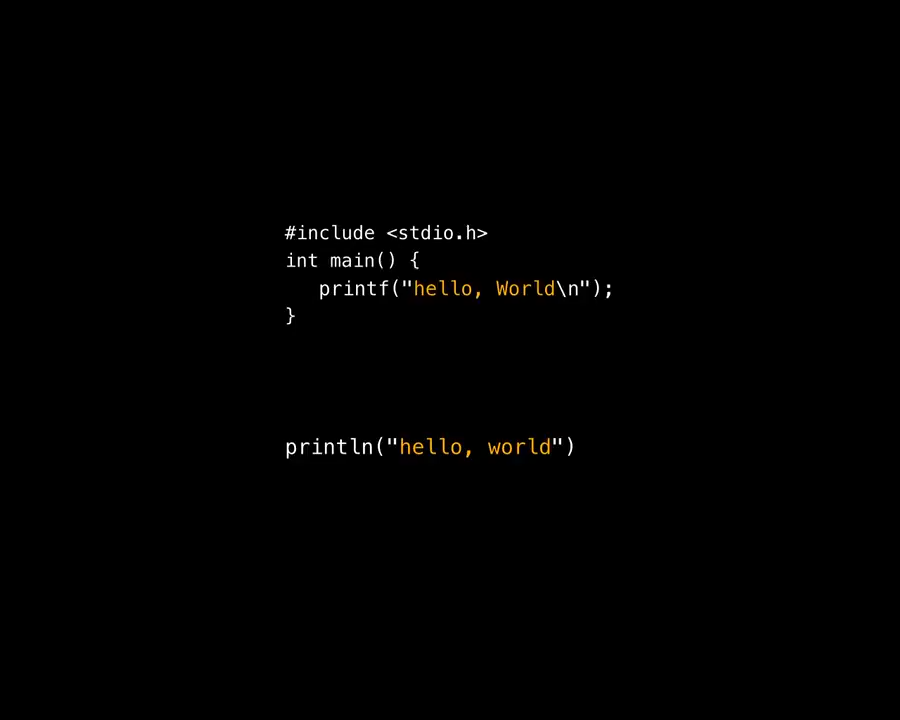 #include <stdio.h>
int main() {
   printf("hello, World\n");
}
println("hello, world")